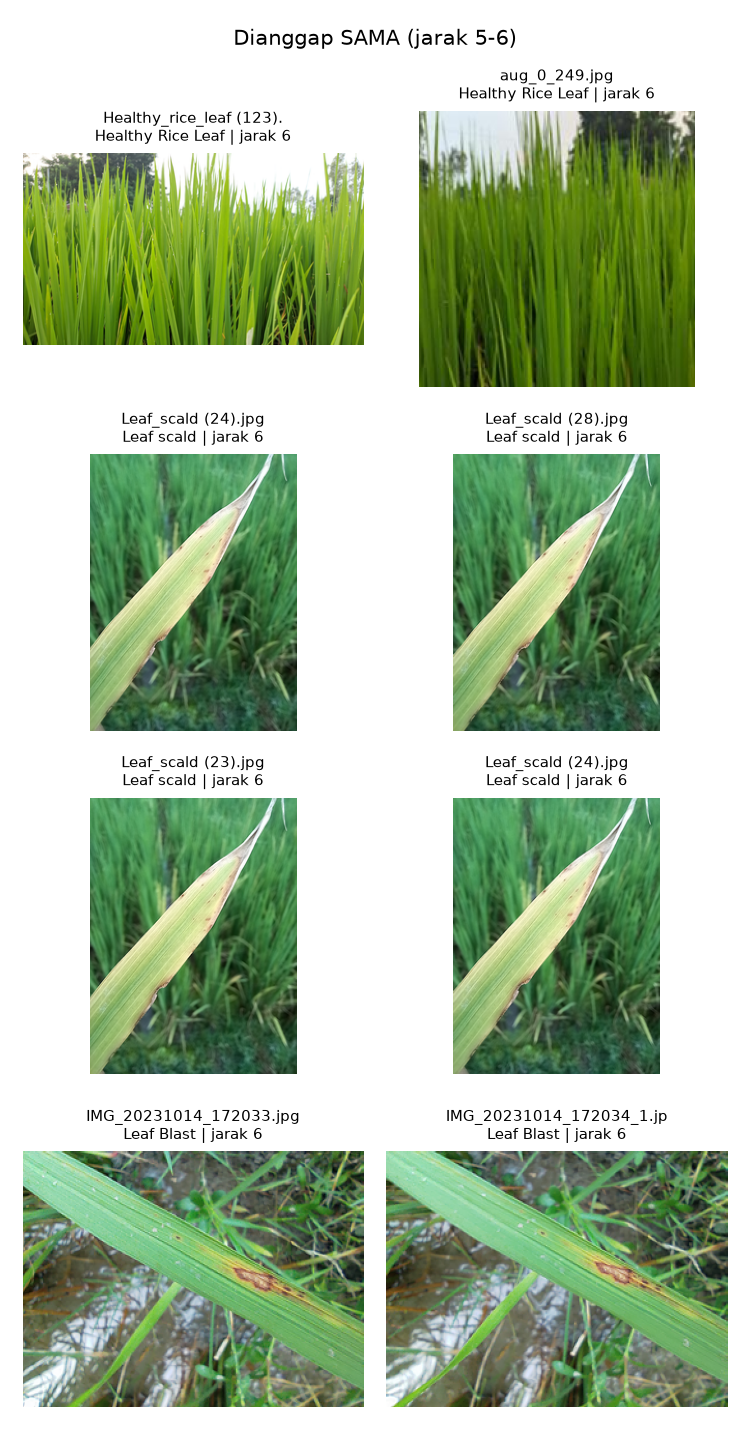 Dianggap SAMA (jarak 5-6)
Healthy_rice_leaf (123).
Healthy Rice Leaf | jarak 6
aug_0_249.jpg
Healthy Rice Leaf | jarak 6
Leaf_scald (24).jpg
Leaf scald | jarak 6
Leaf_scald (28).jpg
Leaf scald | jarak 6
Leaf_scald (23).jpg
Leaf scald | jarak 6
Leaf_scald (24).jpg
Leaf scald | jarak 6
IMG_20231014_172033.jpg
Leaf Blast | jarak 6
IMG_20231014_172034_1.jp
Leaf Blast | jarak 6